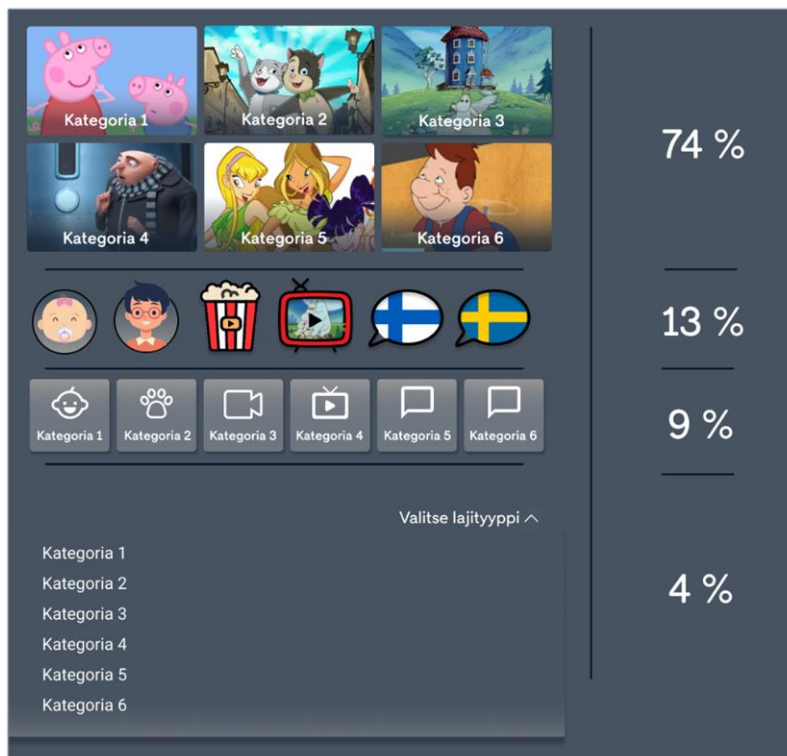 Kategoria 1
Kategoria 2
Kategoria 3
74 %
Kategoria 4
Kategoria 5
Kategoria 6
13 %
Kategoria 1
Kategoria 2
Kategoria 3
Kategoria 4
Kategoria 5
Kategoria 6
9 %
Valitse lajityyppi
Kategoria 1
Kategoria 2
Kategoria 3
Kategoria 4
Kategoria 5
Kategoria 6
4 %